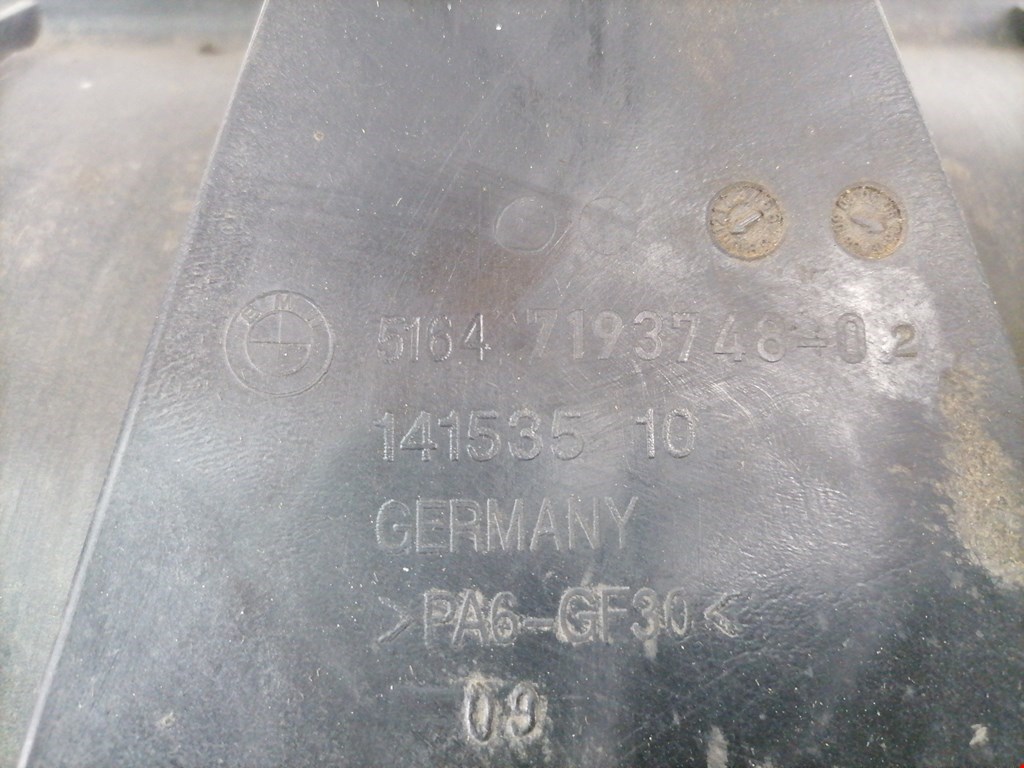 BMW 5164 7193748-02
141535 10
GERMANY
>PA6-GF30<
09